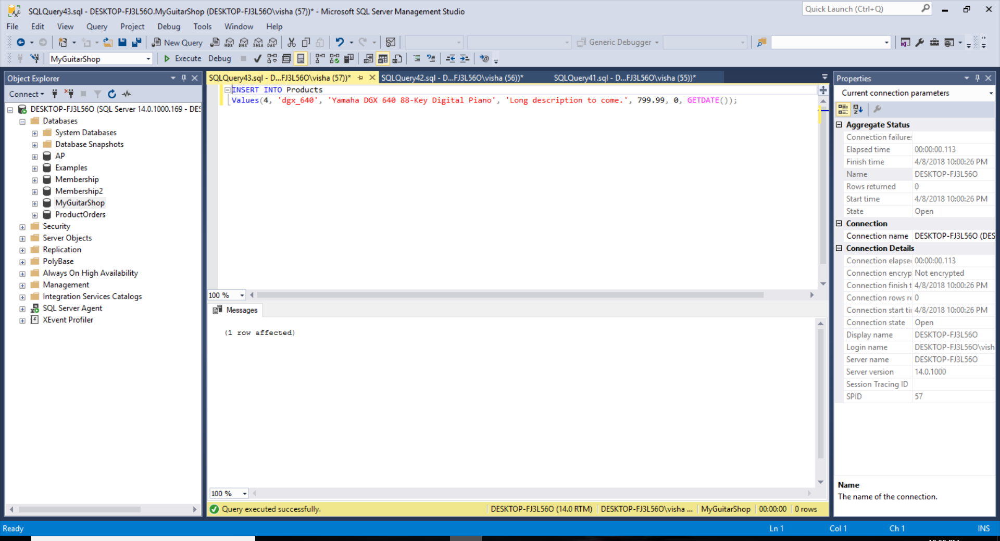 SQLQuery43.sql - DESKTOP-FJ3L56O.MyGuitarShop (DESKTOP-FJ3L56O\visha (57))* - Microsoft SQL Server Management Studio
Quick Launch (Ctrl+Q)
File Edit View Query Project Debug Tools Window Help
New Query MDX DMX XMLA DAX Generic Debugger
MyGuitarShop Execute Debug
Object Explorer
Connect
DESKTOP-FJ3L56O (SQL Server 14.0.1000.169 - DES
Databases
System Databases
Database Snapshots
AP
Examples
Membership
Membership2
MyGuitarShop
ProductOrders
Security
Server Objects
Replication
PolyBase
Always On High Availability
Management
Integration Services Catalogs
SQL Server Agent
XEvent Profiler
SQLQuery43.sql - D...FJ3L56O\visha (57))* SQLQuery42.sql - D...FJ3L56O\visha (56))* SQLQuery41.sql - D...FJ3L56O\visha (55))*
INSERT INTO Products
Values(4, 'dgx_640', 'Yamaha DGX 640 88-Key Digital Piano', 'Long description to come.', 799.99, 0, GETDATE());
100 %
Messages
(1 row affected)
100 %
Query executed successfully. DESKTOP-FJ3L56O (14.0 RTM) DESKTOP-FJ3L56O\visha ... MyGuitarShop 00:00:00 0 rows
Properties
Current connection parameters
Aggregate Status
Connection failures
Elapsed time 00:00:00.113
Finish time 4/8/2018 10:00:26 PM
Name DESKTOP-FJ3L56O
Rows returned 0
Start time 4/8/2018 10:00:26 PM
State Open
Connection
Connection name DESKTOP-FJ3L56O (DES
Connection Details
Connection elapse 00:00:00.113
Connection encryp Not encrypted
Connection finish t 4/8/2018 10:00:26 PM
Connection rows re 0
Connection start ti 4/8/2018 10:00:26 PM
Connection state Open
Display name DESKTOP-FJ3L56O
Login name DESKTOP-FJ3L56O\vish
Server name DESKTOP-FJ3L56O
Server version 14.0.1000
Session Tracing ID
SPID 57
Name
The name of the connection.
Ready Ln 1 Col 1 Ch 1 INS